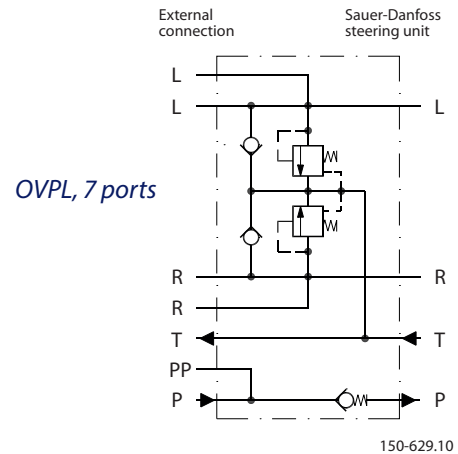 External connection
Sauer-Danfoss steering unit
L
L L
OVPL, 7 ports
R R
R
T T
PP
P P
150-629.10